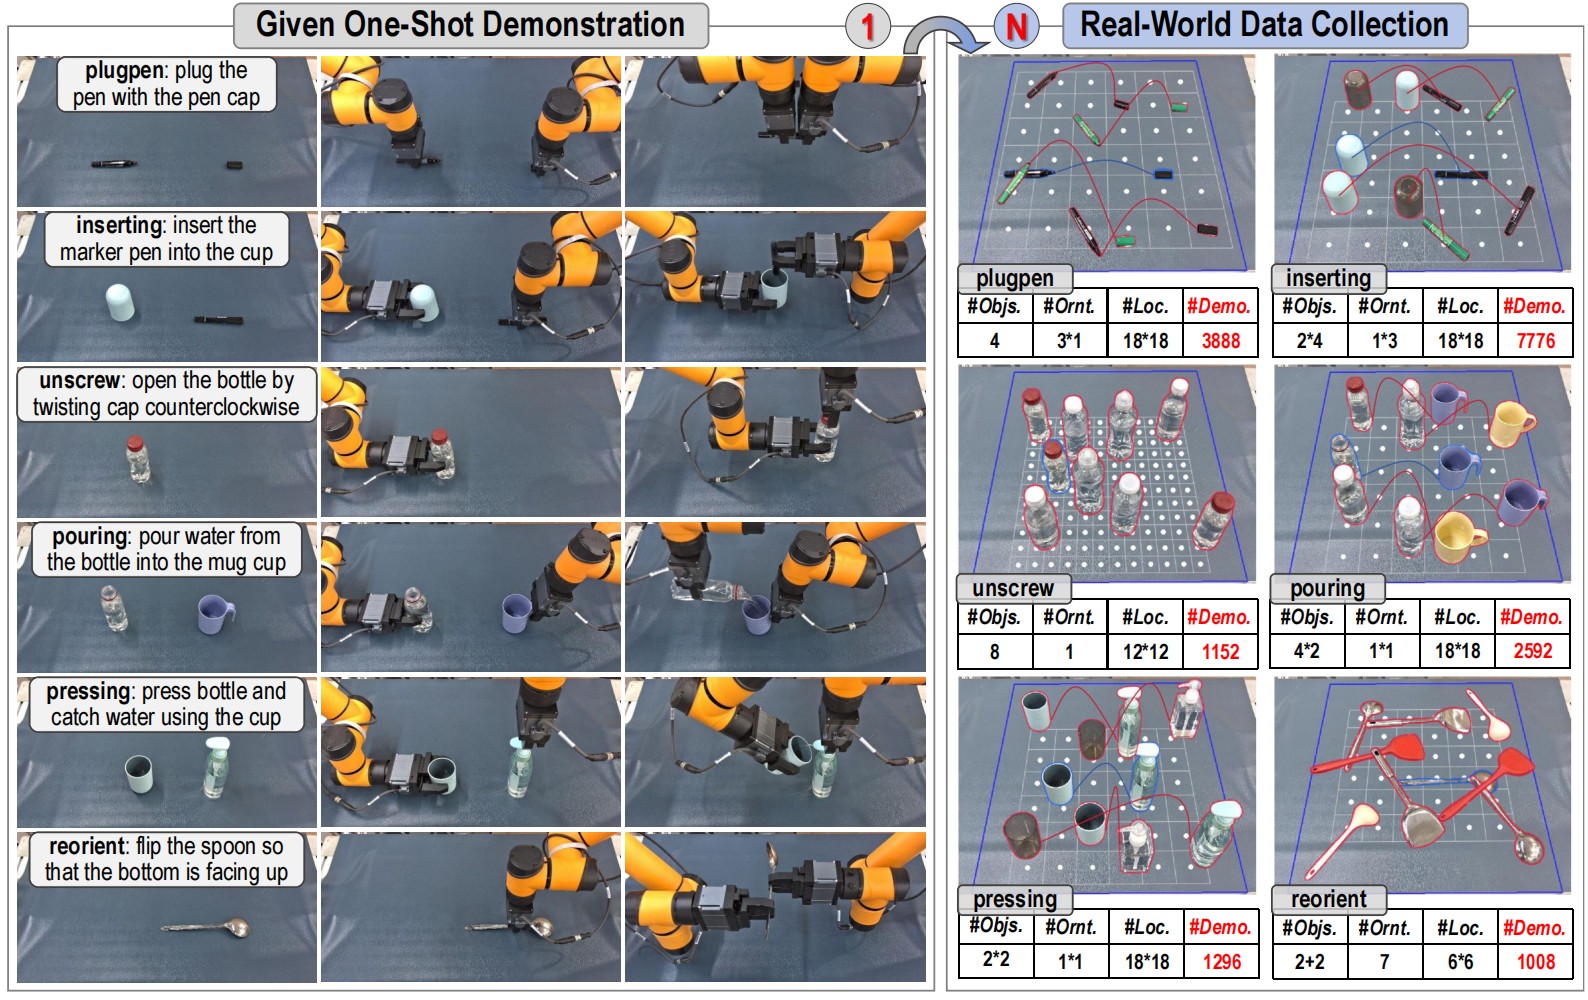 Given One-Shot Demonstration
1
N
Real-World Data Collection
plugpen: plug the
pen with the pen cap
inserting: insert the
marker pen into the cup
unscrew: open the bottle by
twisting cap counterclockwise
pouring: pour water from
the bottle into the mug cup
pressing: press bottle and
catch water using the cup
reorient: flip the spoon so
that the bottom is facing up
plugpen
#Objs. #Ornt. #Loc. #Demo.
4 3*1 18*18 3888
inserting
#Objs. #Ornt. #Loc. #Demo.
2*4 1*3 18*18 7776
unscrew
#Objs. #Ornt. #Loc. #Demo.
8 1 12*12 1152
pouring
#Objs. #Ornt. #Loc. #Demo.
4*2 1*1 18*18 2592
pressing
#Objs. #Ornt. #Loc. #Demo.
2*2 1*1 18*18 1296
reorient
#Objs. #Ornt. #Loc. #Demo.
2+2 7 6*6 1008